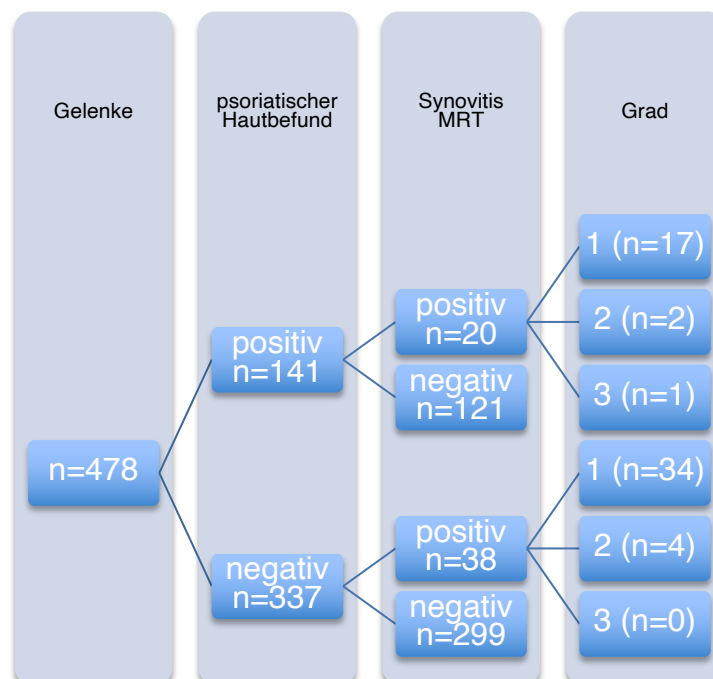 Gelenke
psoriatischer
Hautbefund
Synovitis
MRT
Grad
n=478
positiv
n=141
negativ
n=337
positiv
n=20
negativ
n=121
positiv
n=38
negativ
n=299
1 (n=17)
2 (n=2)
3 (n=1)
1 (n=34)
2 (n=4)
3 (n=0)